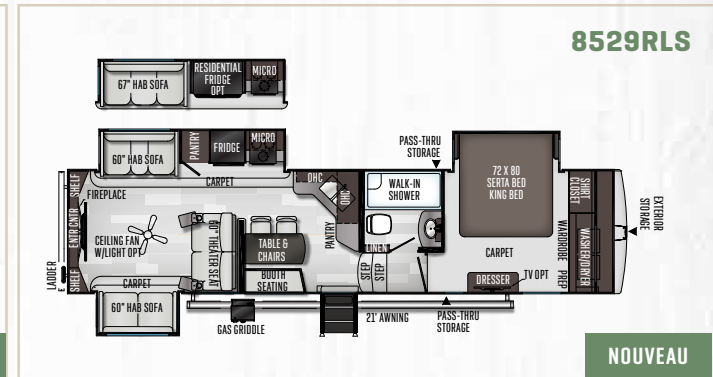 8529RLS
67" HAB SOFA
RESIDENTIAL
FRIDGE
OPT
MICRO
60" HAB SOFA
PANTRY
FRIDGE
MICRO
PASS-THRU
STORAGE
OHC
OHC
CARPET
SHELF
FIREPLACE
ENTR CNTR
CEILING FAN
W/LIGHT OPT
60" THEATER SEAT
TABLE &
CHAIRS
BOOTH
SEATING
PANTRY
WALK-IN
SHOWER
LINEN
STEP
STEP
72 X 80
SERTA BED
KING BED
CARPET
WARDROBE
SHIRT
CLOSET
WASHER/DRYER
PREP
EXTERIOR
STORAGE
DRESSER
TV OPT
LADDER
SHELF
CARPET
60" HAB SOFA
GAS GRIDDLE
21' AWNING
PASS-THRU
STORAGE
NOUVEAU